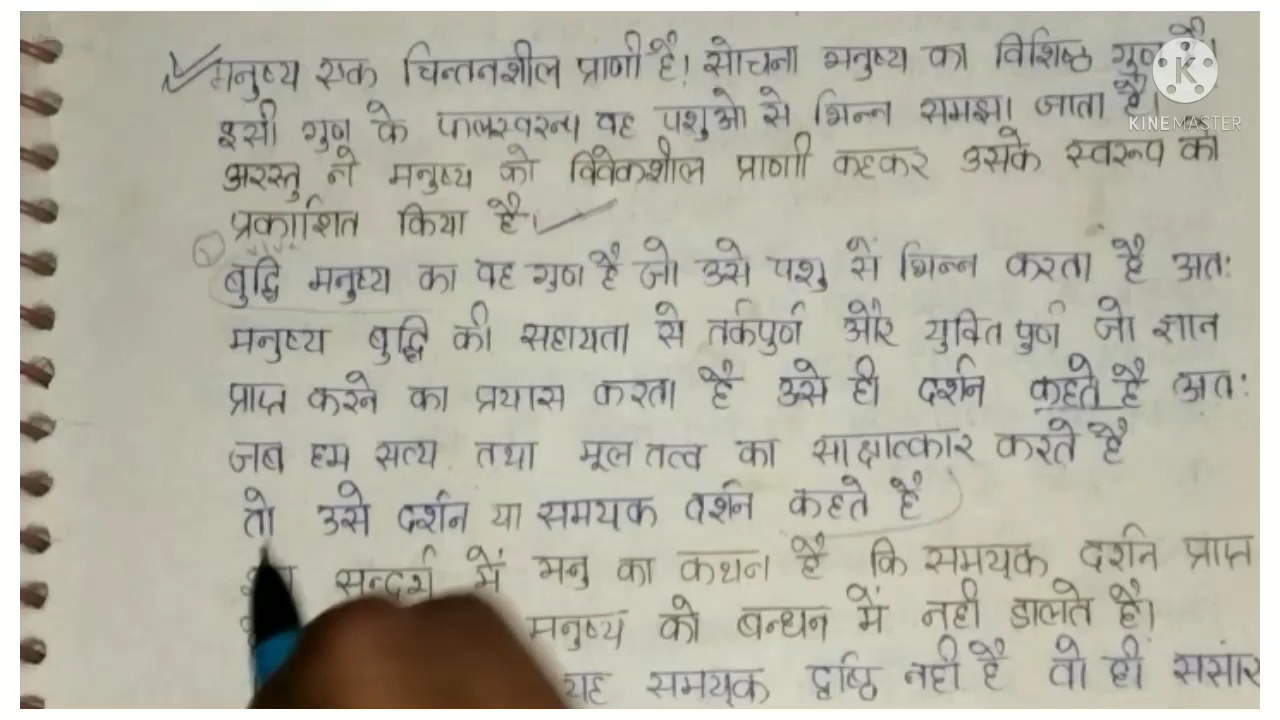 मनुष्य एक चिन्तनशील प्राणी है। सोचना मनुष्य का विशिष्ठ गुण है।
इसी गुण के फलस्वरूप वह पशुओ से भिन्न समझा जाता है।
अरस्तु ने मनुष्य को विवेकशील प्राणी कहकर उसके स्वरूप को
प्रकाशित किया है।
बुद्धि मनुष्य का वह गुण है जो उसे पशु से भिन्न करता है अतः
मनुष्य बुद्धि की सहायता से तर्कपुर्ण और युक्ति पुर्ण जो ज्ञान
प्राप्त करने का प्रयास करता है उसे ही दर्शन कहते है अतः
जब हम सत्य तथा मूल तत्व का साक्षात्कार करते है
तो उसे दर्शन या समयक दर्शन कहते है
सन्दर्भ में मनु का कथन है कि समयक दर्शन प्राप्त
मनुष्य को बन्धन में नही डालते है।
यह समयक द्वष्ठि नही है वो ही ससार
K
KINEMASTER